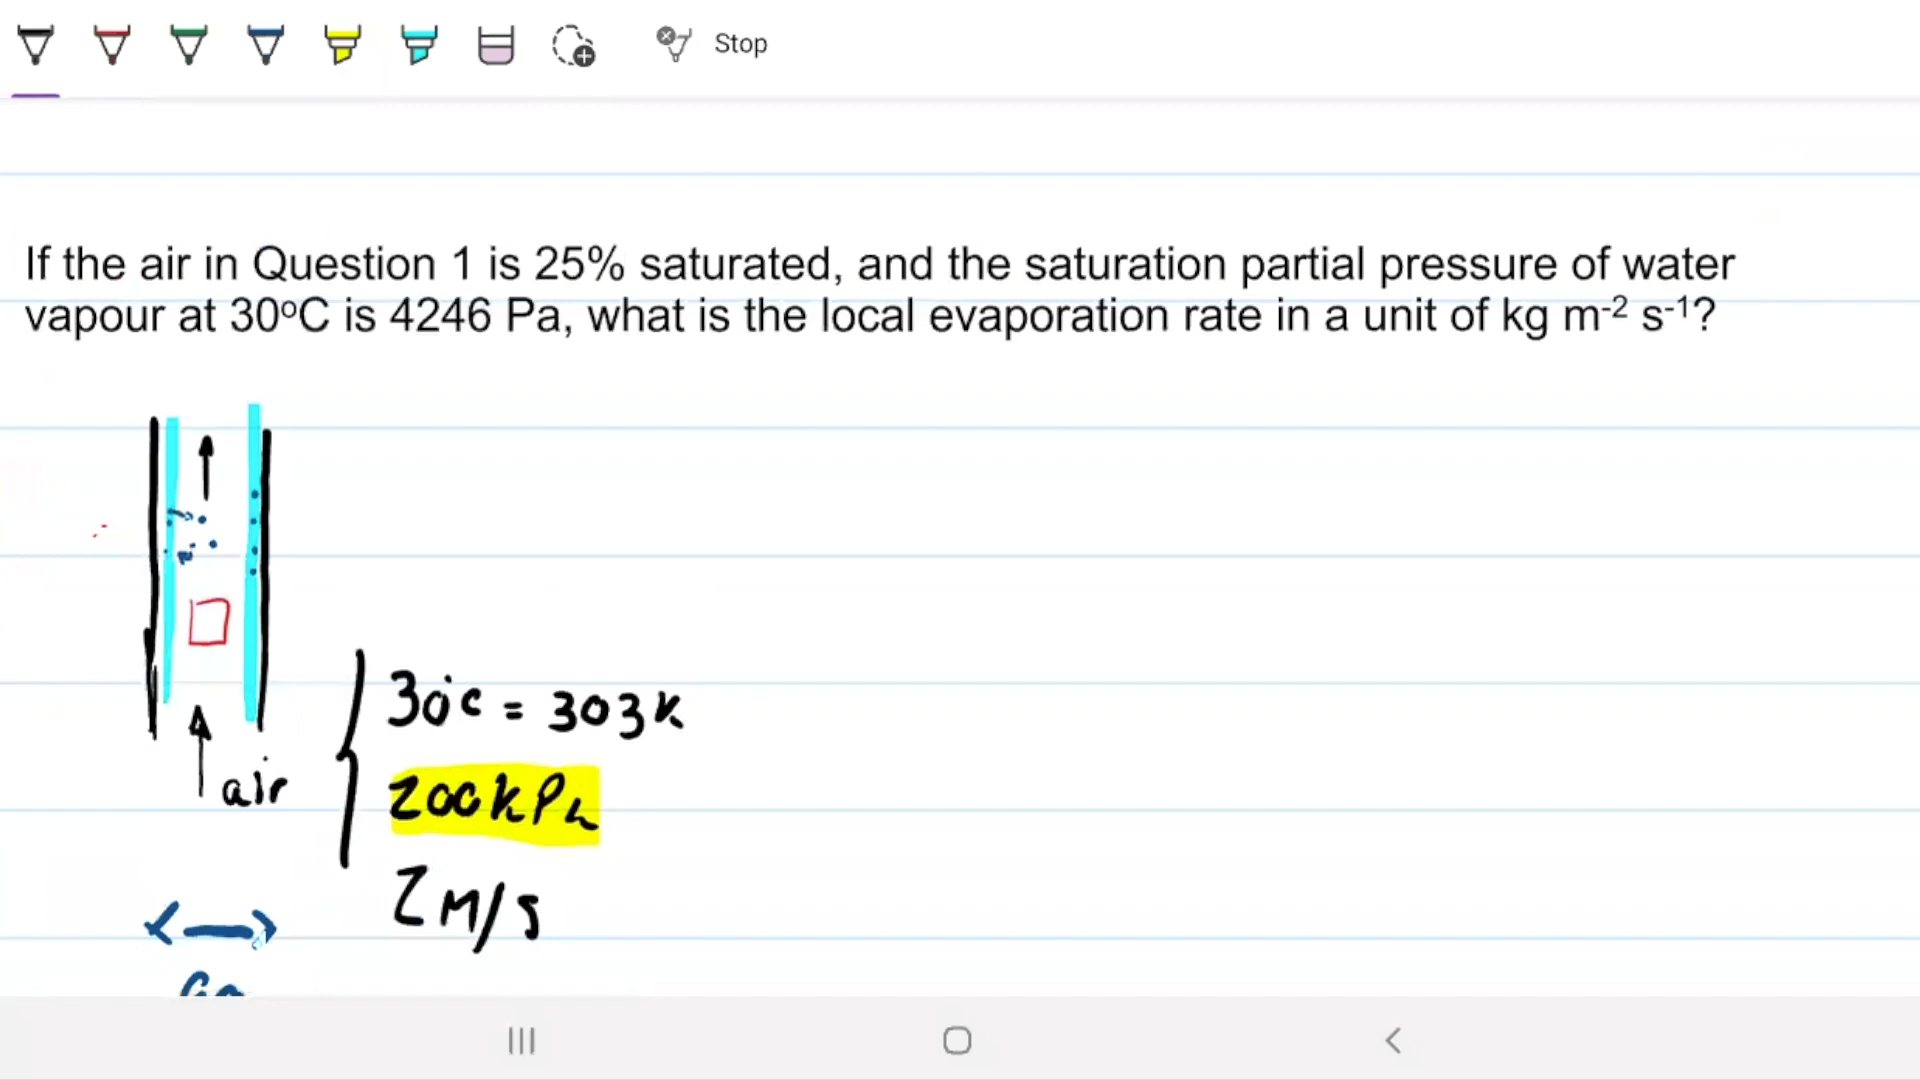 Stop
If the air in Question 1 is 25% saturated, and the saturation partial pressure of water
vapour at 30ºC is 4246 Pa, what is the local evaporation rate in a unit of kg m-2 s-1?
30°c = 303k
200kPa
air
2M/s